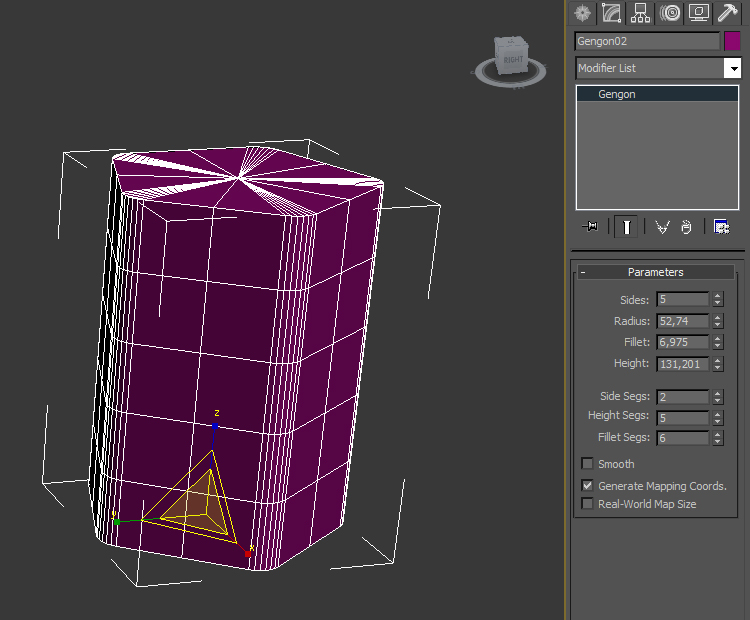 Gengon02
RIGHT
Modifier List
Gengon
- Parameters
Sides: 5
Radius: 52,74
Fillet: 6,975
Height: 131,201
Side Segs: 2
Height Segs: 5
Fillet Segs: 6
z
Smooth
Generate Mapping Coords.
Real-World Map Size
x